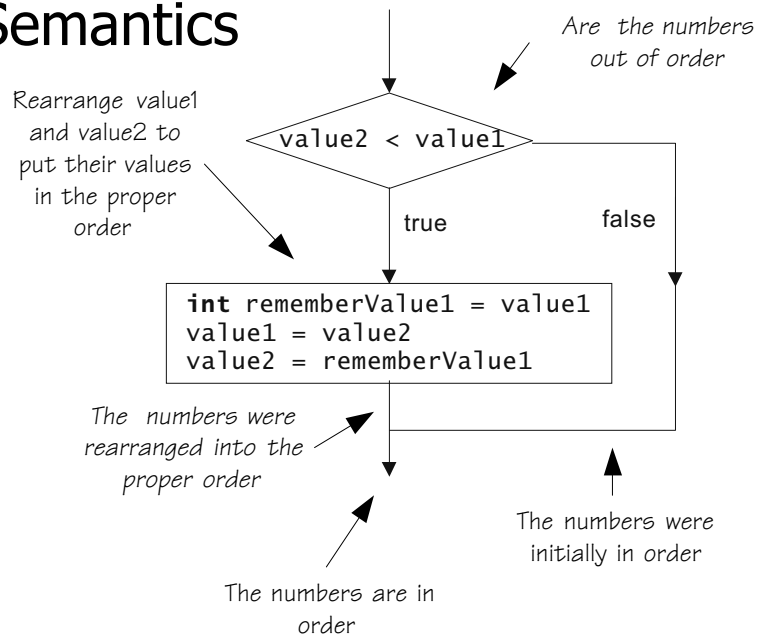 Semantics
Are the numbers
out of order
Rearrange value1
and value2 to
put their values
in the proper
order
value2 < value1
true
false
int rememberValue1 = value1
value1 = value2
value2 = rememberValue1
The numbers were
rearranged into the
proper order
The numbers were
initially in order
The numbers are in
order